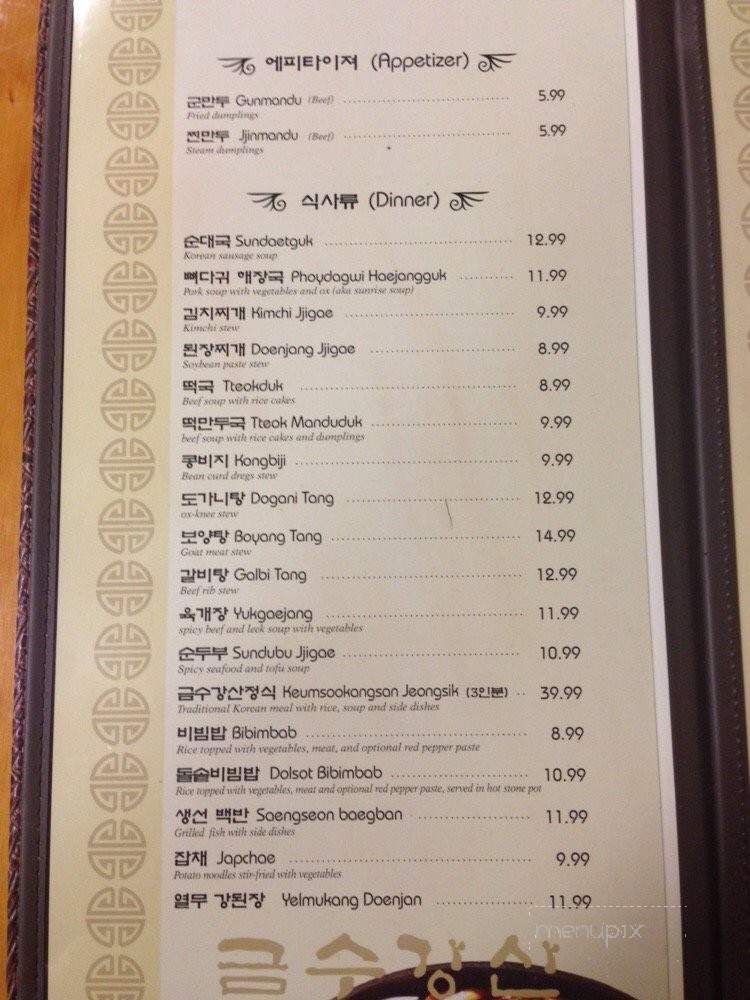 에피타이져 (Appetizer)
군만두 Gunmandu (Beef) 5.99
Fried dumplings
찐만두 Jjinmandu (Beef) 5.99
Steam dumplings
식사류 (Dinner)
순대국 Sundaetguk 12.99
Korean sausage soup
뼈다귀 해장국 Phoydagwi Haejangguk 11.99
Pork soup with vegetables and ox (aka sunrise soup)
김치찌개 Kimchi Jjigae 9.99
Kimchi stew
된장찌개 Doenjang Jjigae 8.99
Soybean paste stew
떡국 Tteokduk 8.99
Beef soup with rice cakes
떡만두국 Tteok Manduduk 9.99
beef soup with rice cakes and dumplings
콩비지 Kongbiji 9.99
Bean curd dregs stew
도가니탕 Dogani Tang 12.99
ox-knee stew
보양탕 Boyang Tang 14.99
Goat meat stew
갈비탕 Galbi Tang 12.99
Beef rib stew
육개장 Yukgaejang 11.99
spicy beef and leek soup with vegetables
순두부 Sundubu Jjigae 10.99
Spicy seafood and tofu soup
금수강산정식 Keumsookangsan Jeongsik (3인분) 39.99
Traditional Korean meal with rice, soup and side dishes
비빔밥 Bibimbab 8.99
Rice topped with vegetables, meat, and optional red pepper paste
돌솥비빔밥 Dolsot Bibimbab 10.99
Rice topped with vegetables, meat and optional red pepper paste, served in hot stone pot
생선 백반 Saengseon baegban 11.99
Grilled fish with side dishes
잡채 Japchae 9.99
Potato noodles stir-fried with vegetables
열무 강된장 Yelmukang Doenjan 11.99
menupix
금수강산